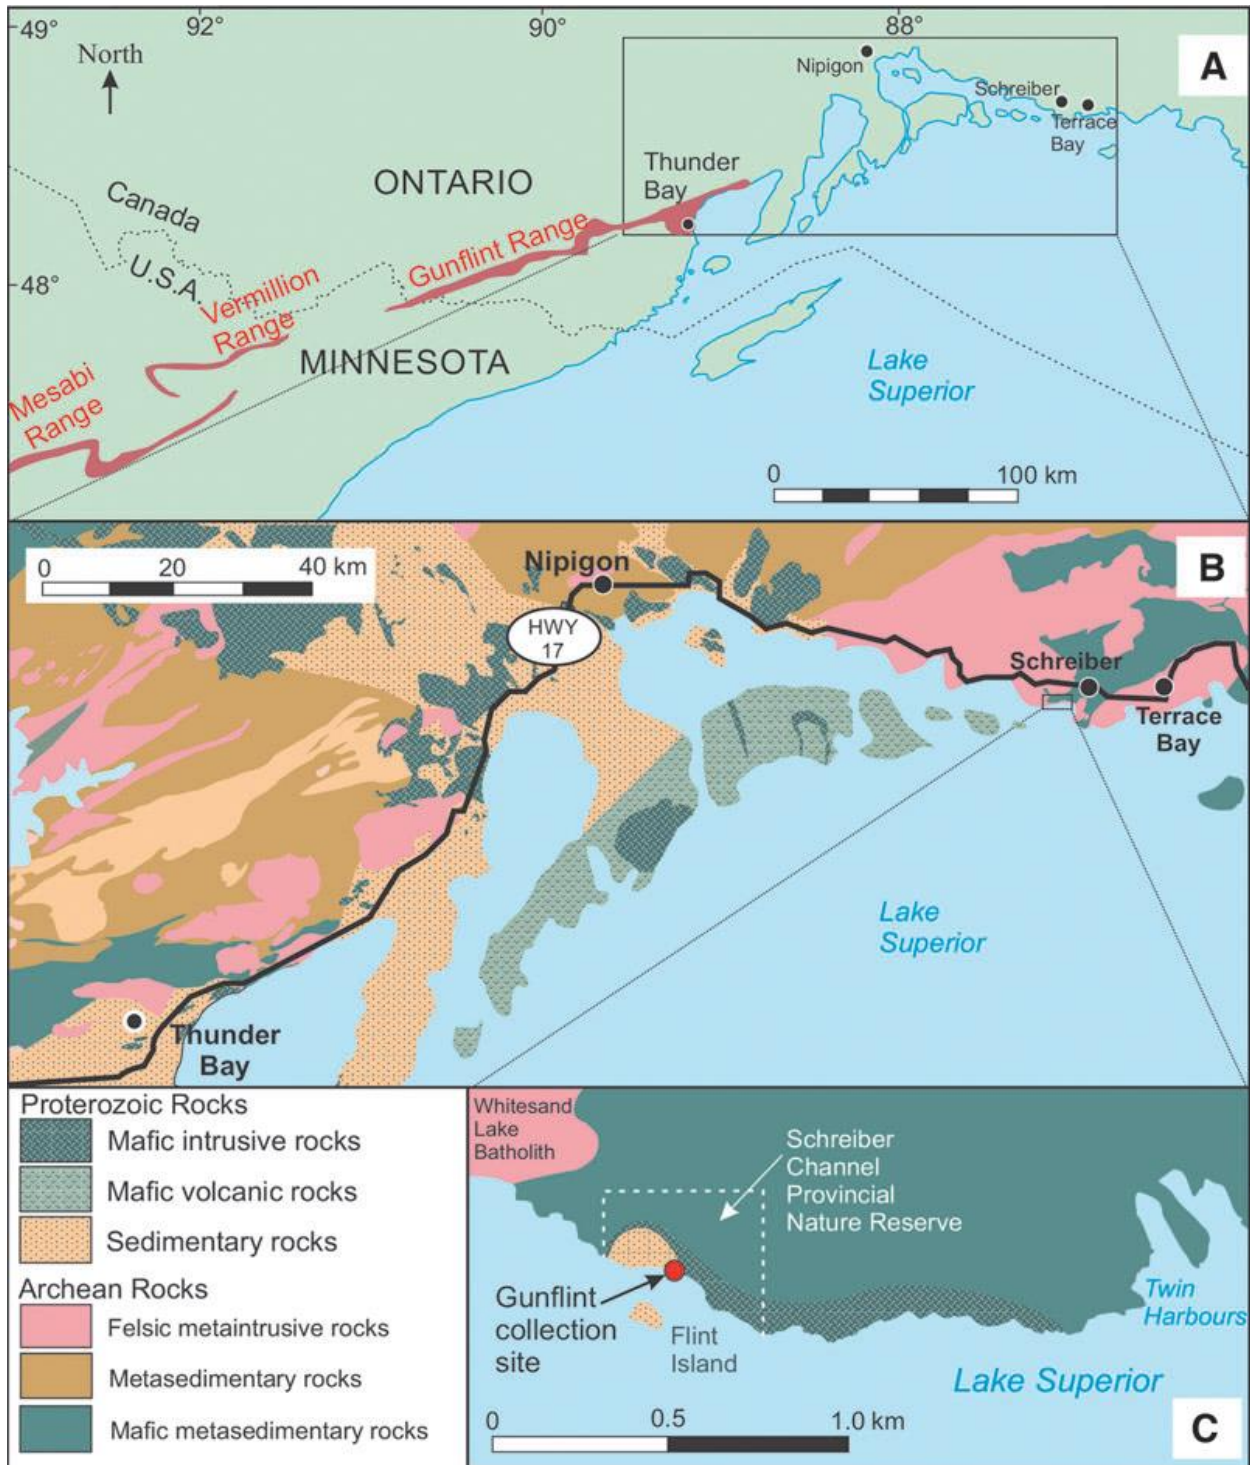 49°
92°
90°
88°
North
A
Nipigon
Schreiber
Terrace
Bay
Thunder
Bay
ONTARIO
Canada
U.S.A.
Gunflint Range
48°
Vermillion
Range
MINNESOTA
Mesabi
Range
Lake
Superior
0
100 km
B
0 20 40 km
Nipigon
HWY
17
Schreiber
Terrace
Bay
Lake
Superior
Thunder
Bay
Proterozoic Rocks
Mafic intrusive rocks
Mafic volcanic rocks
Sedimentary rocks
Archean Rocks
Felsic metaintrusive rocks
Metasedimentary rocks
Mafic metasedimentary rocks
Whitesand
Lake
Batholith
Schreiber
Channel
Provincial
Nature Reserve
Gunflint
collection
site
Flint
Island
Twin
Harbours
Lake Superior
0 0.5 1.0 km
C